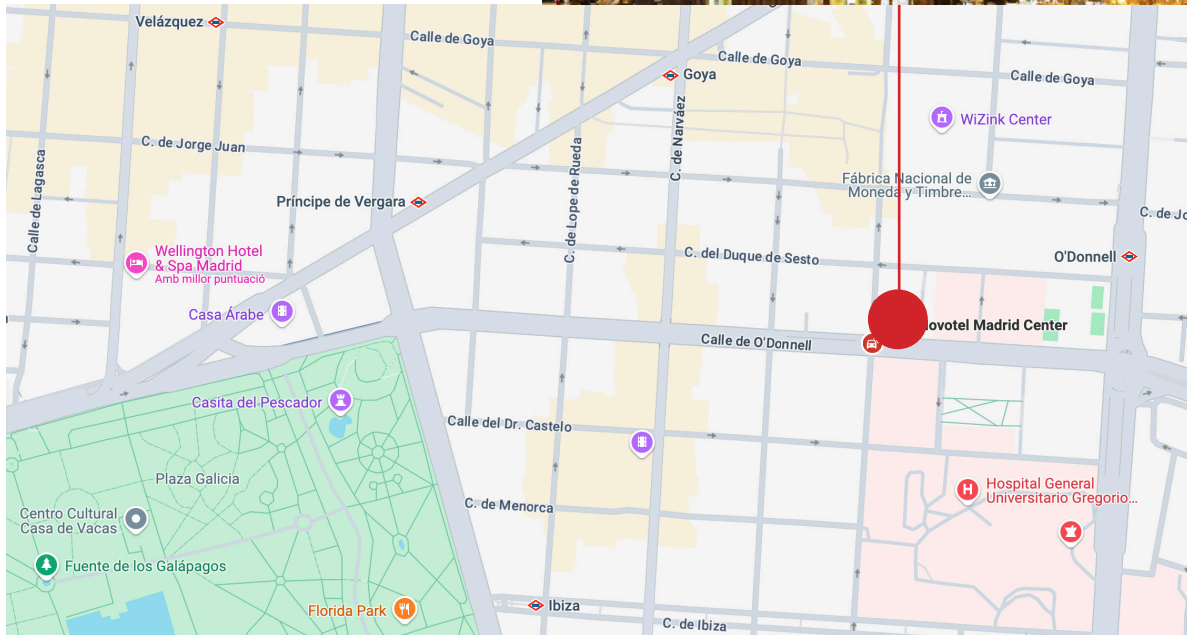 Velázquez
Calle de Goya
Calle de Goya
Goya
Calle de Goya
WiZink Center
C. de Jorge Juan
C. de Narváez
Calle de Lagasca
C. de Lope de Rueda
Fábrica Nacional de
Moneda y Timbre...
Príncipe de Vergara
C. de Jo
Wellington Hotel
& Spa Madrid
Amb millor puntuació
C. del Duque de Sesto
O'Donnell
Casa Árabe
ovotel Madrid Center
Calle de O'Donnell
Casita del Pescador
Calle del Dr. Castelo
Plaza Galicia
Hospital General
Universitario Gregorio...
C. de Menorca
Centro Cultural
Casa de Vacas
Fuente de los Galápagos
Florida Park
Ibiza
C. de Ibiza